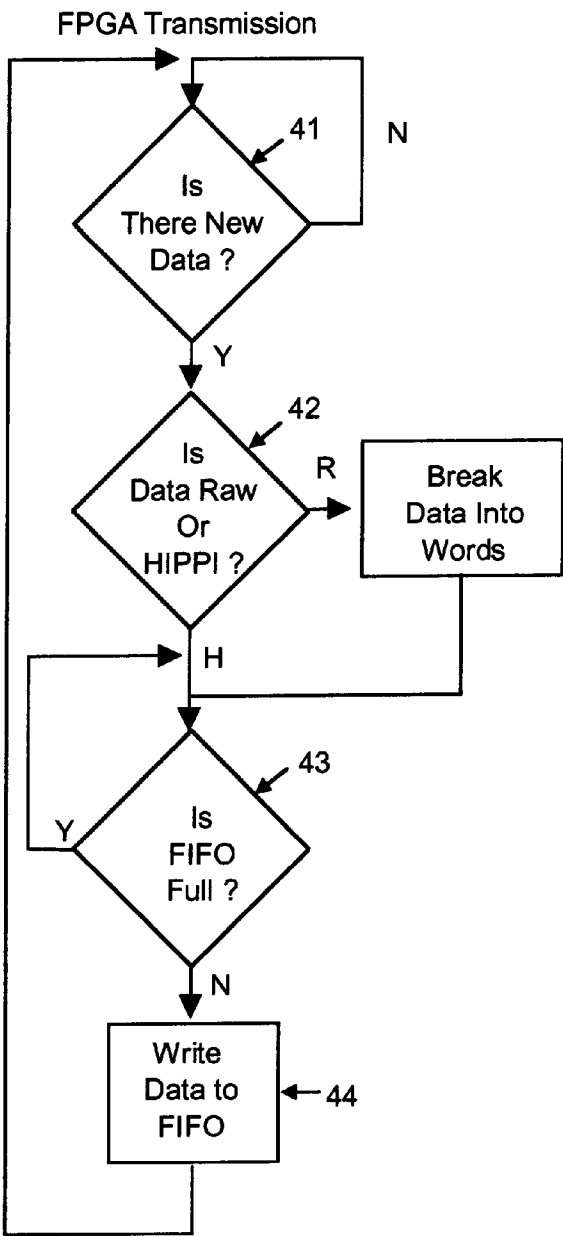 FPGA Transmission
41
N
Is
There New
Data ?
Y
42
Is
Data Raw
Or
HIPPI ?
R
Break
Data Into
Words
H
43
Y
Is
FIFO
Full ?
N
Write
Data to
FIFO
44